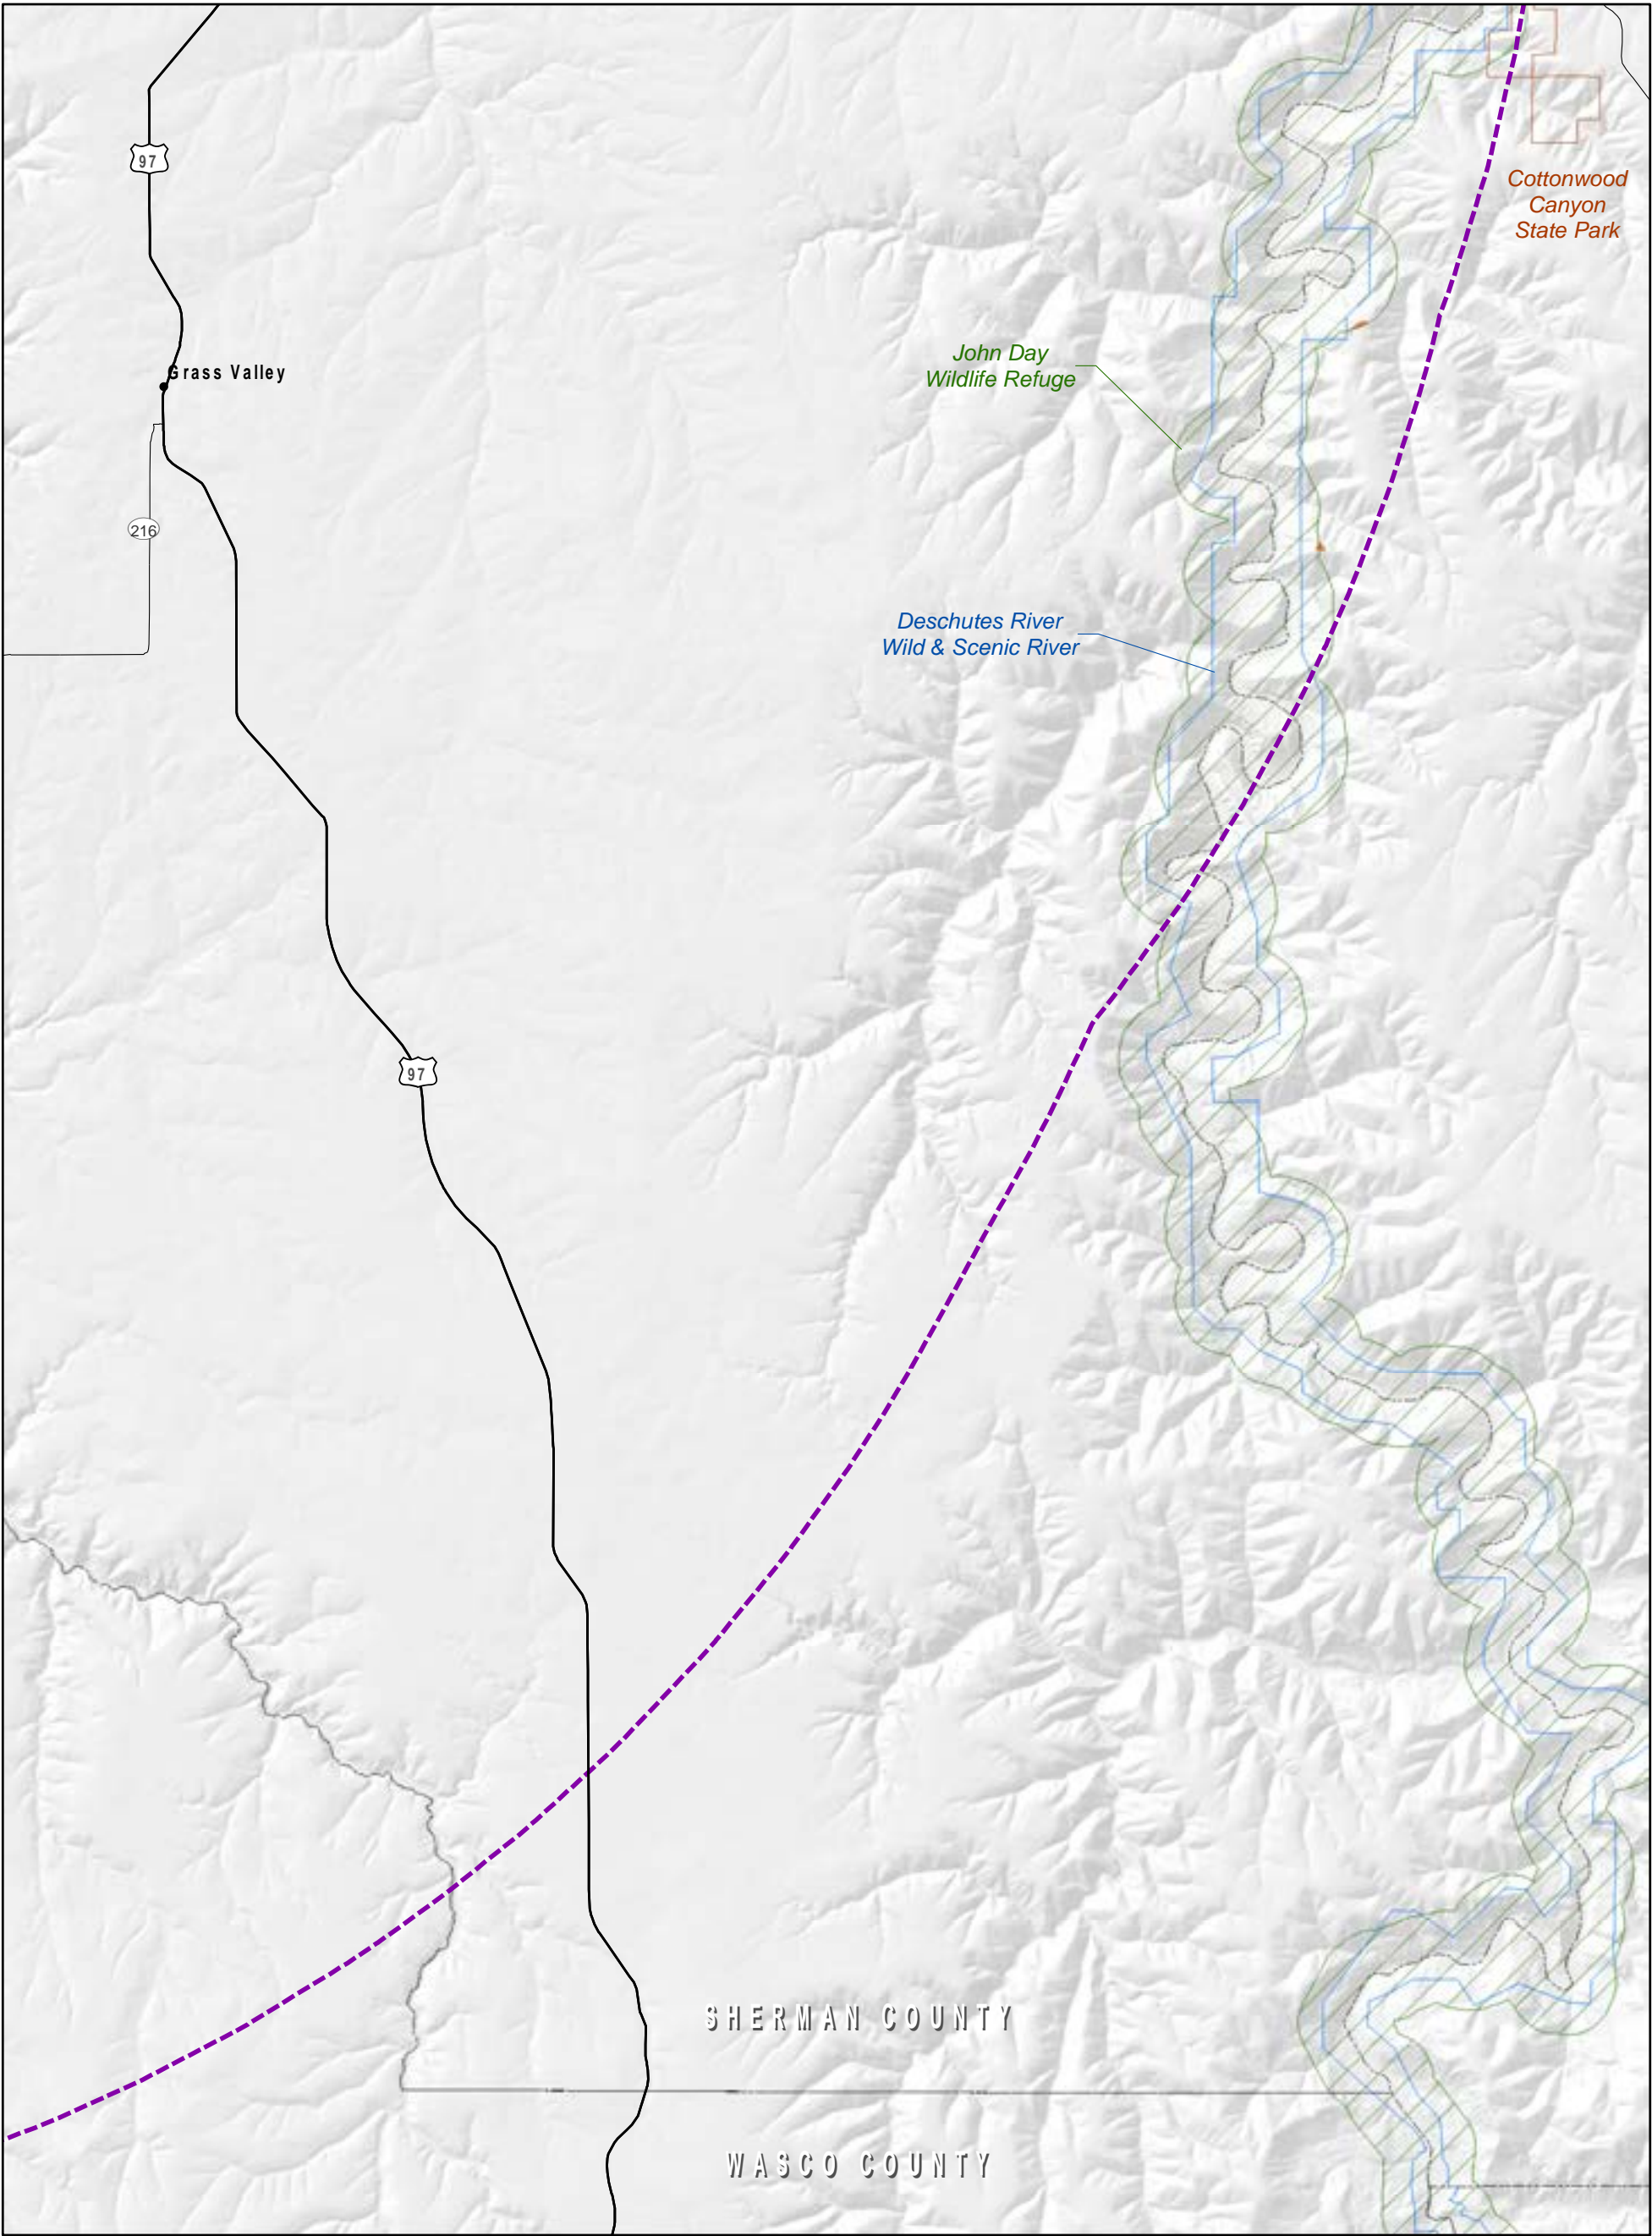 97
Cottonwood
Canyon
State Park
John Day
Wildlife Refuge
Grass Valley
216
Deschutes River
Wild & Scenic River
97
SHERMAN COUNTY
WASCO COUNTY